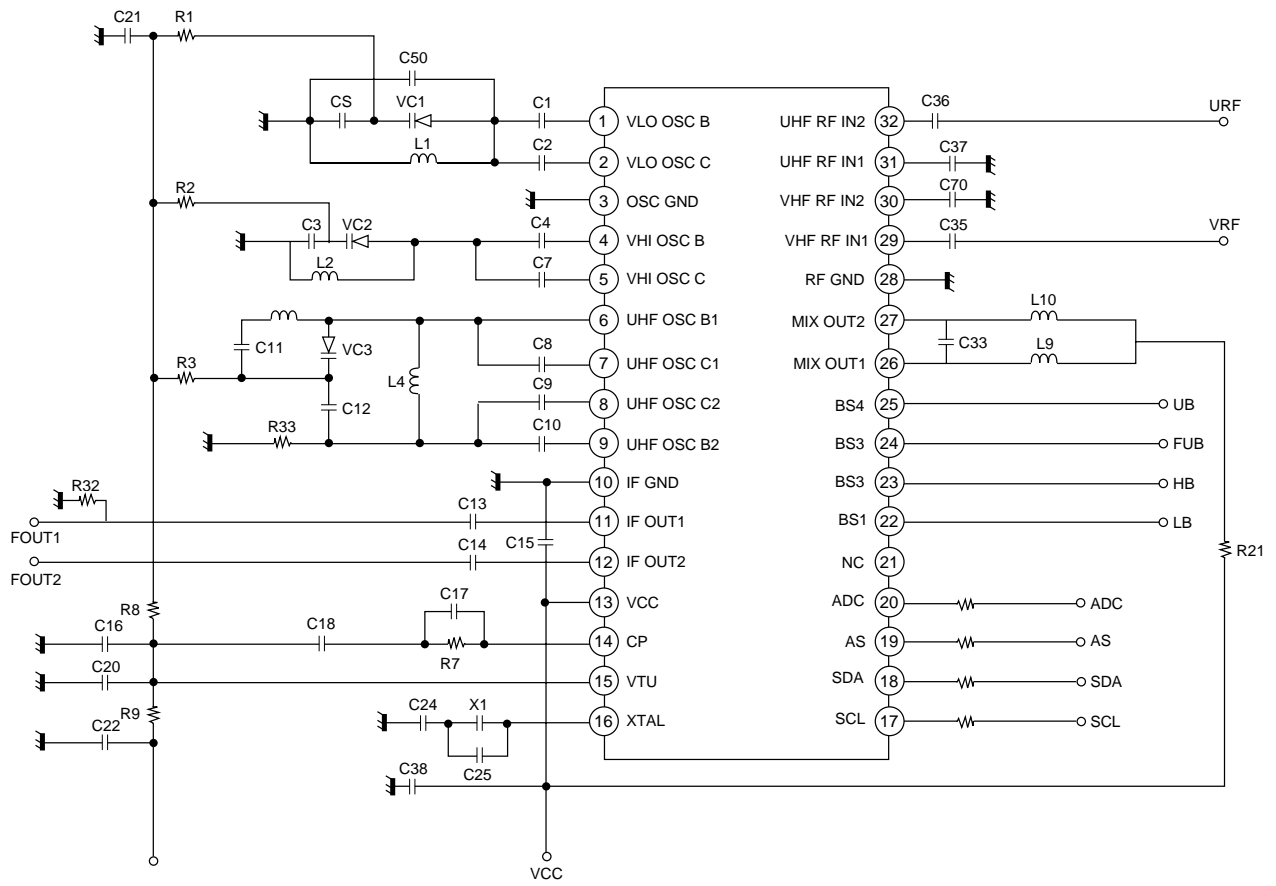 C21
R1
C50
CS
VC1
C1
L1
C2
R2
C3
VC2
C4
L2
C7
C11
VC3
C8
R3
L4
C9
C12
R33
C10
R32
C13
FOUT1
C15
C14
FOUT2
R8
C17
C16
C18
R7
C20
R9
C24
X1
C22
C25
C38
VCC
1 VLO OSC B
2 VLO OSC C
3 OSC GND
4 VHI OSC B
5 VHI OSC C
6 UHF OSC B1
7 UHF OSC C1
8 UHF OSC C2
9 UHF OSC B2
10 IF GND
11 IF OUT1
12 IF OUT2
13 VCC
14 CP
15 VTU
16 XTAL
UHF RF IN2 32
UHF RF IN1 31
VHF RF IN2 30
VHF RF IN1 29
RF GND 28
MIX OUT2 27
MIX OUT1 26
BS4 25
BS3 24
BS3 23
BS1 22
NC 21
ADC 20
AS 19
SDA 18
SCL 17
C36
URF
C37
C70
C35
VRF
L10
C33
L9
UB
FUB
HB
LB
R21
ADC
AS
SDA
SCL